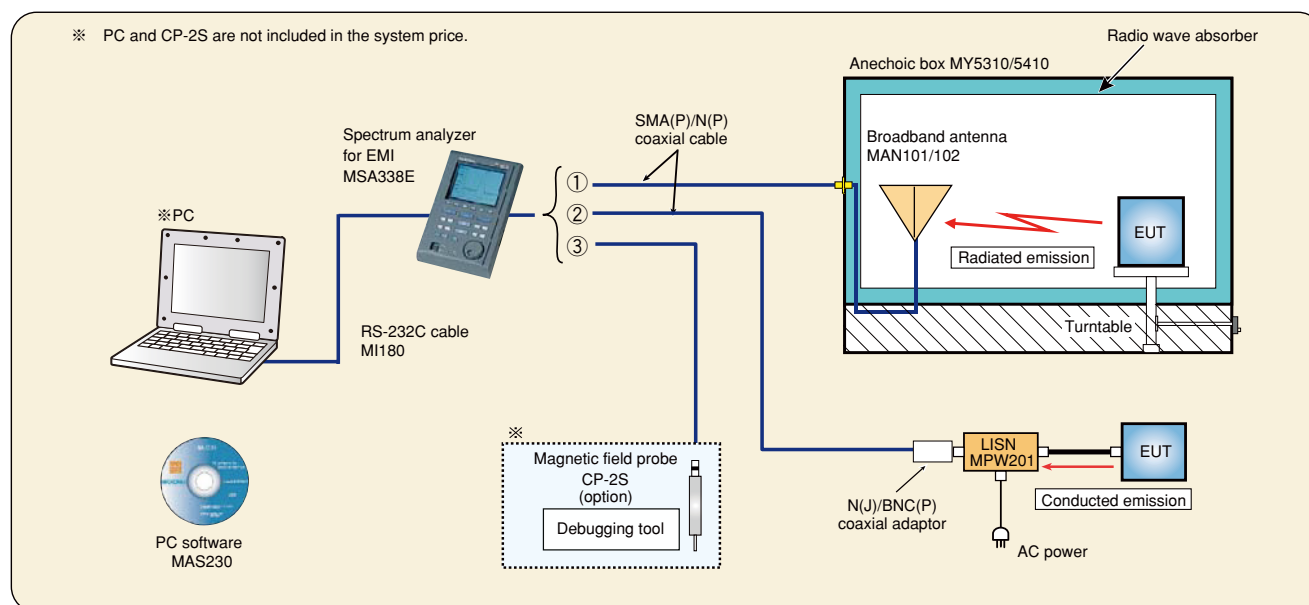 ※ PC and CP-2S are not included in the system price.
Radio wave absorber
Anechoic box MY5310/5410
SMA(P)/N(P)
coaxial cable
Spectrum analyzer
for EMI
MSA338E
Broadband antenna
MAN101/102
①
②
③
※PC
EUT
Radiated emission
RS-232C cable
MI180
Turntable
※
Magnetic field probe
CP-2S
(option)
Debugging tool
LISN
MPW201
EUT
N(J)/BNC(P)
coaxial adaptor
Conducted emission
AC power
PC software
MAS230